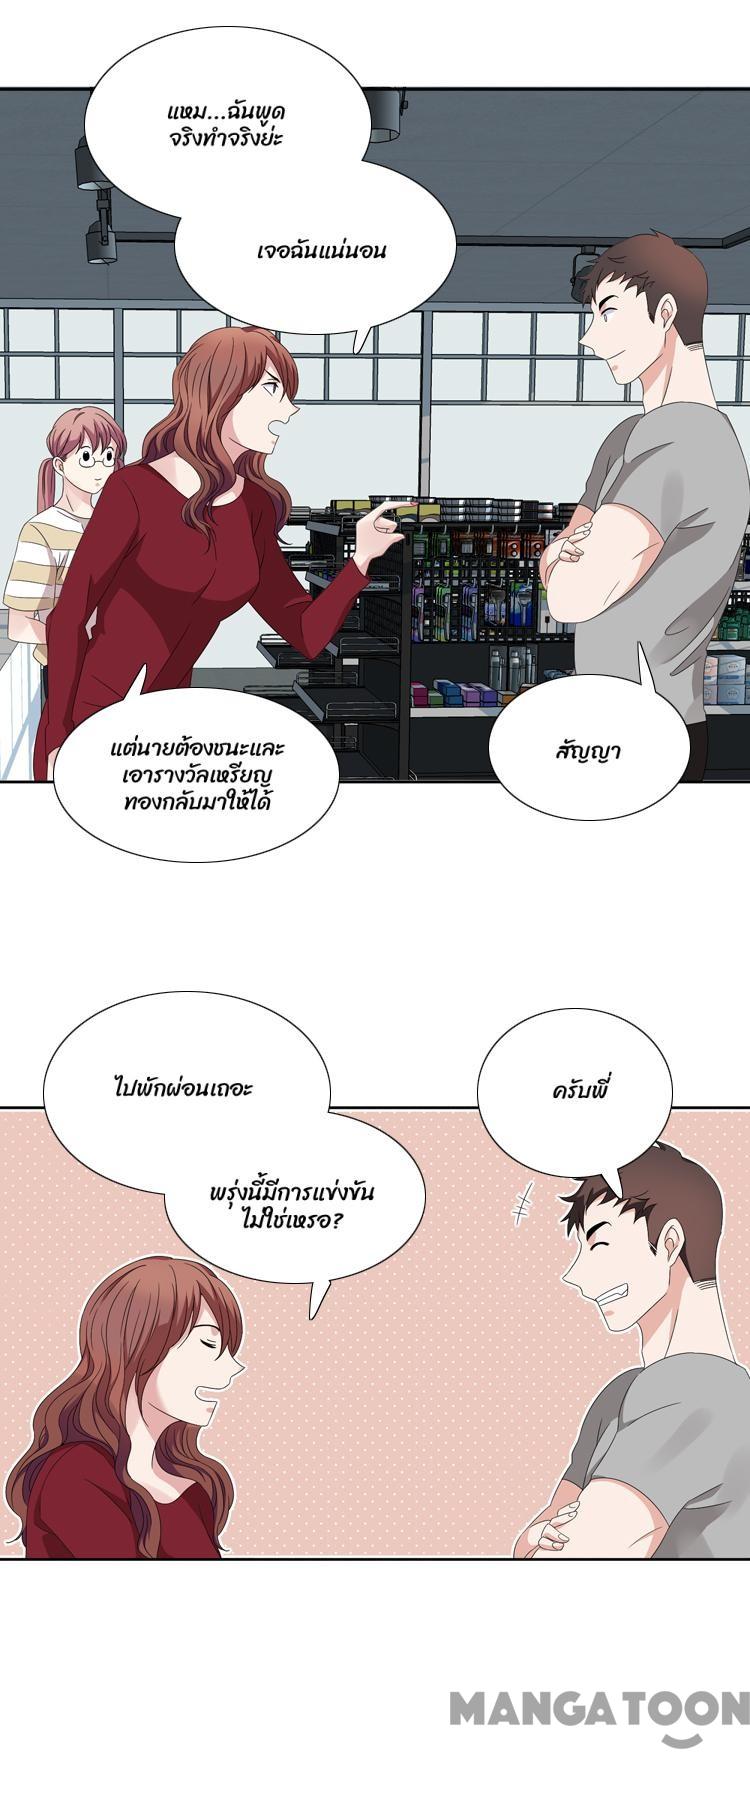 แหม...ฉันพูด
จริงทำจริงย่ะ
เจอฉันแน่นอน
แต่นายต้องชนะและ
เอารางวัลเหรียญ
ทองกลับมาให้ได้
สัญญา
ไปพักผ่อนเถอะ
ครับพี่
พรุ่งนี้มีการแข่งขัน
ไม่ใช่เหรอ?
MANGATOON